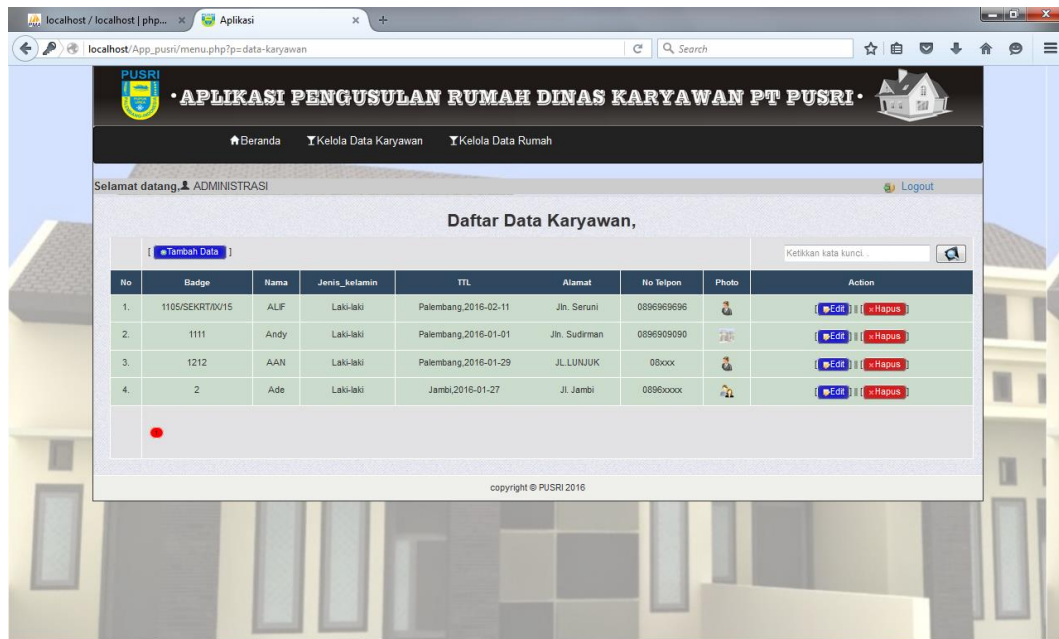 localhost / localhost | php...
Aplikasi
localhost/App_pusri/menu.php?p=data-karyawan
Search
PUSRI
• APLIKASI PENGUSULAN RUMAH DINAS KARYAWAN PT PUSRI •
Beranda Kelola Data Karyawan Kelola Data Rumah
Selamat datang, ADMINISTRASI Logout
Daftar Data Karyawan,
[ Tambah Data ] Ketikkan kata kunci. .
No Badge Nama Jenis_kelamin TTL Alamat No Telpon Photo Action
1. 1105/SEKRT/IX/15 ALIF Laki-laki Palembang,2016-02-11 Jln. Seruni 0896969696 [ Edit ] || [ Hapus ]
2. 1111 Andy Laki-laki Palembang,2016-01-01 Jln. Sudirman 0896909090 [ Edit ] || [ Hapus ]
3. 1212 AAN Laki-laki Palembang,2016-01-29 JL.LUNJUK 08xxx [ Edit ] || [ Hapus ]
4. 2 Ade Laki-laki Jambi,2016-01-27 Jl. Jambi 0896xxxx [ Edit ] || [ Hapus ]
copyright © PUSRI 2016